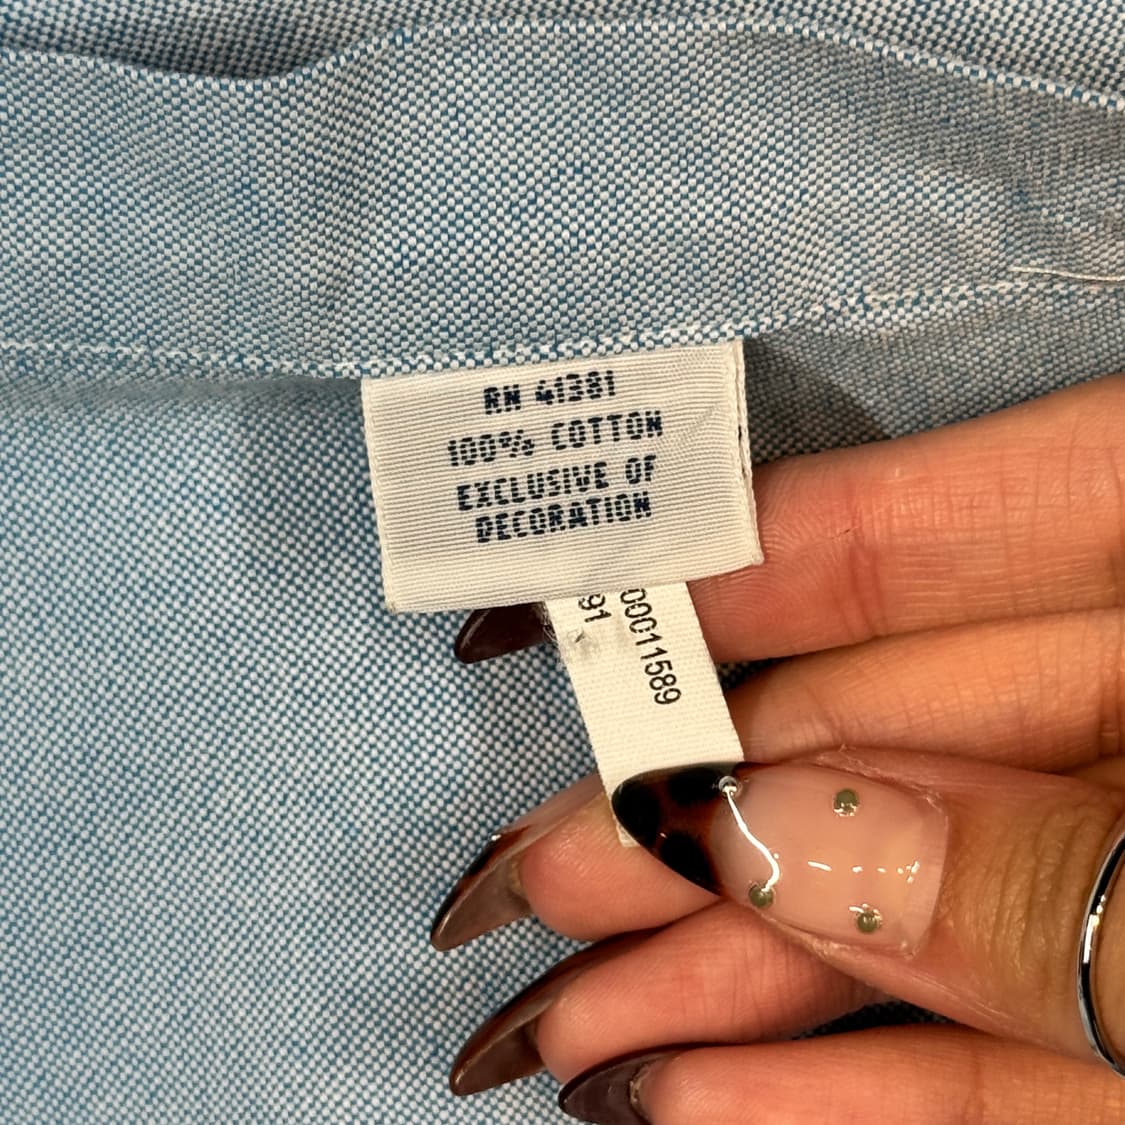 RN 41381
100% COTTON
EXCLUSIVE OF
DECORATION
00011589
91